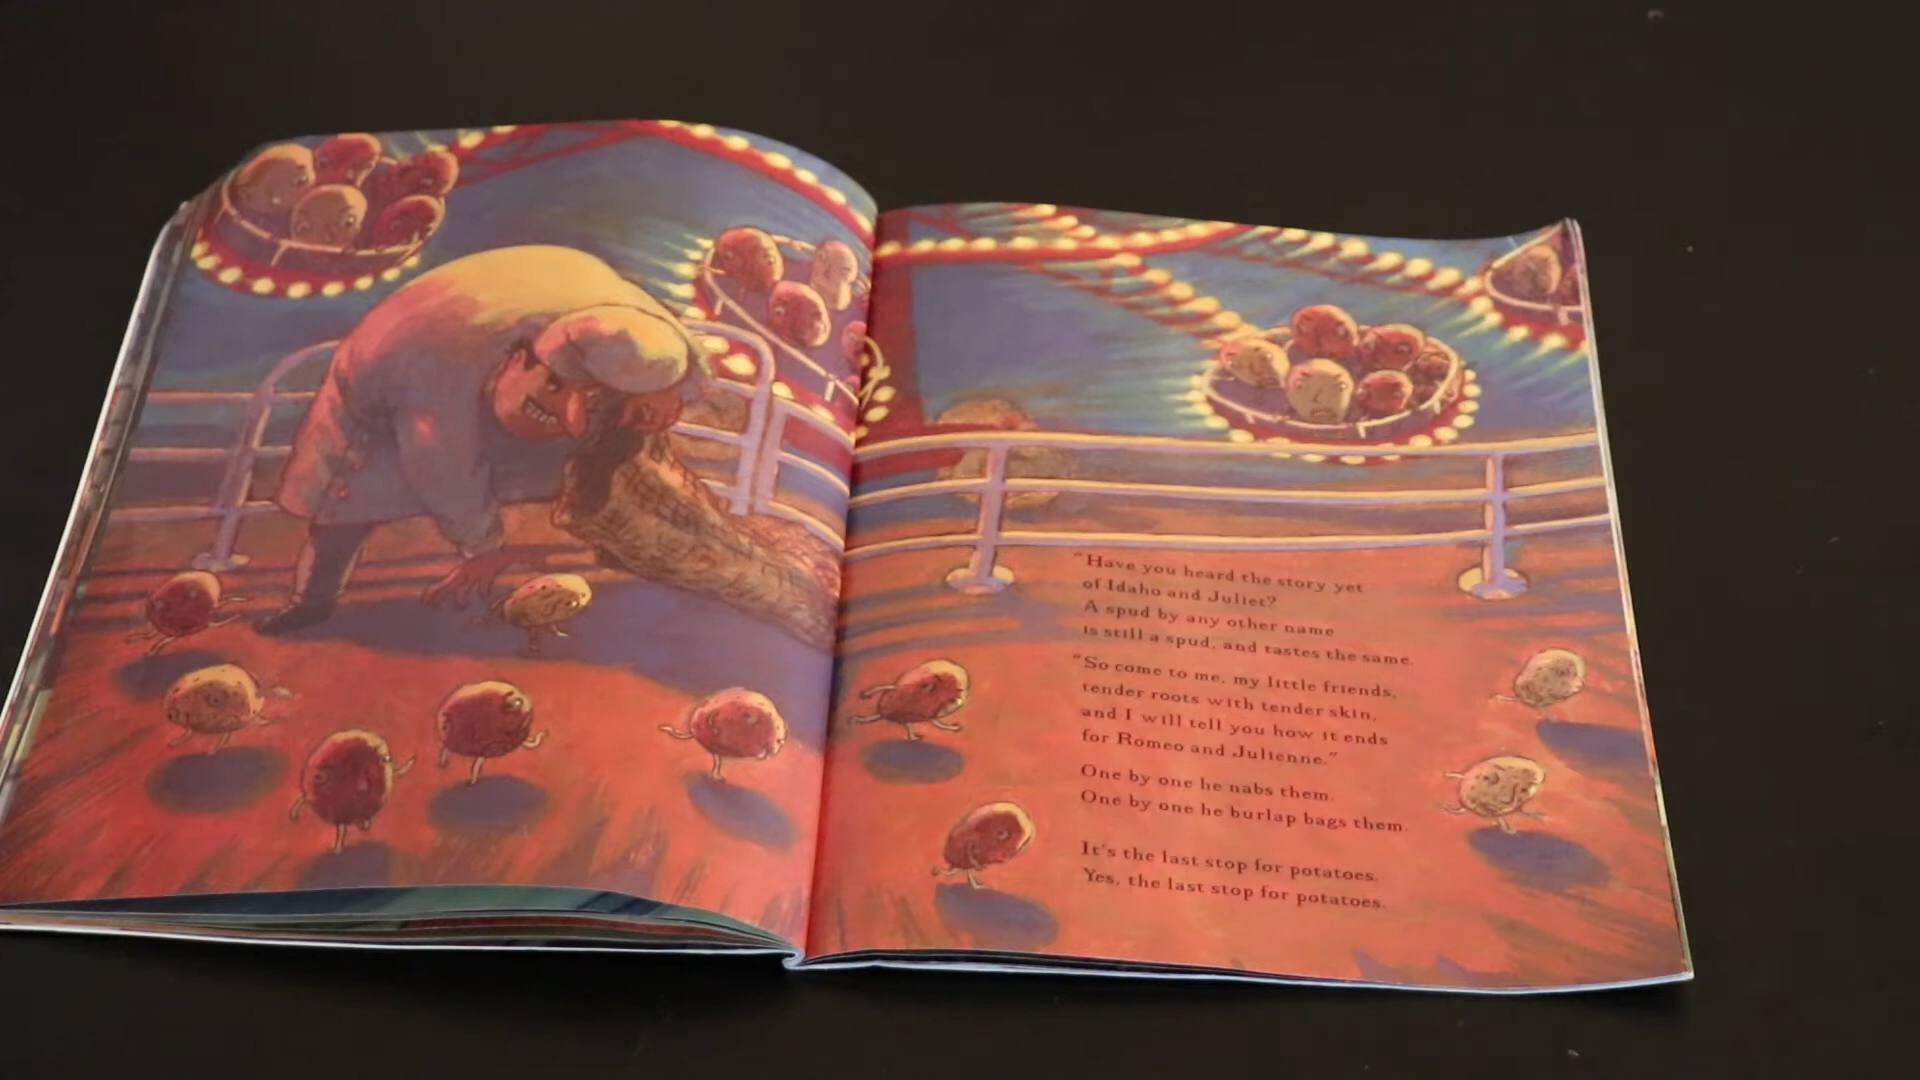 “Have you heard the story yet
of Idaho and Juliet?
A spud by any other name
is still a spud, and tastes the same.
“So come to me, my little friends,
tender roots with tender skin,
and I will tell you how it ends
for Romeo and Julienne.”
One by one he nabs them.
One by one he burlap bags them.
It's the last stop for potatoes.
Yes, the last stop for potatoes.